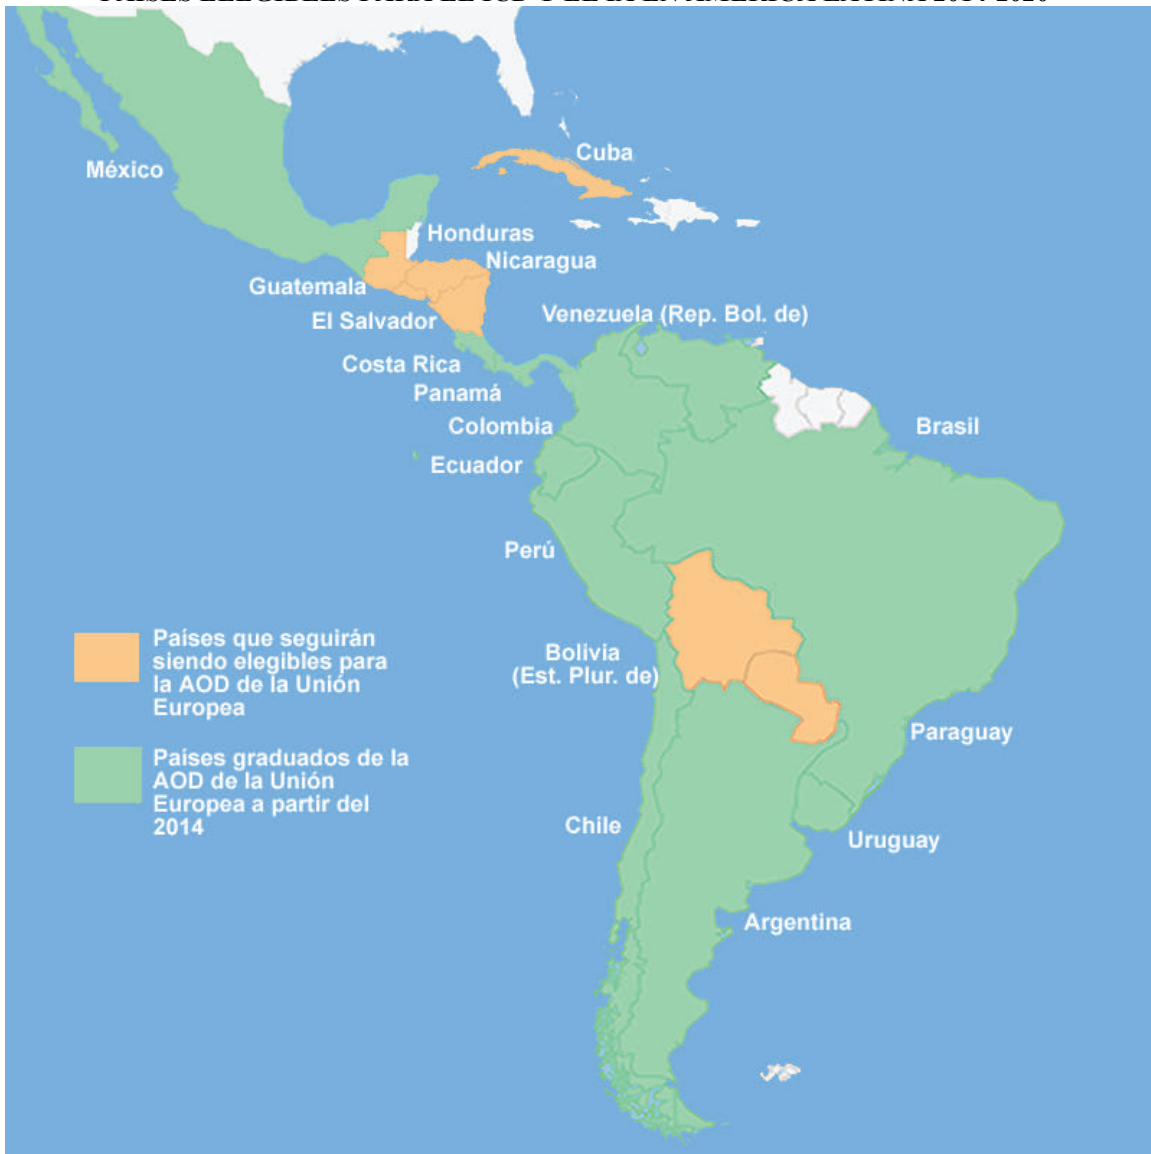 Cuba
México
Honduras
Nicaragua
Guatemala
Venezuela (Rep. Bol. de)
El Salvador
Costa Rica
Panamá
Colombia
Brasil
Ecuador
Perú
Países que seguirán
siendo elegibles para
la AOD de la Unión
Europea
Bolivia
(Est. Plur. de)
Paraguay
Países graduados de la
AOD de la Unión
Europea a partir del
2014
Chile
Uruguay
Argentina